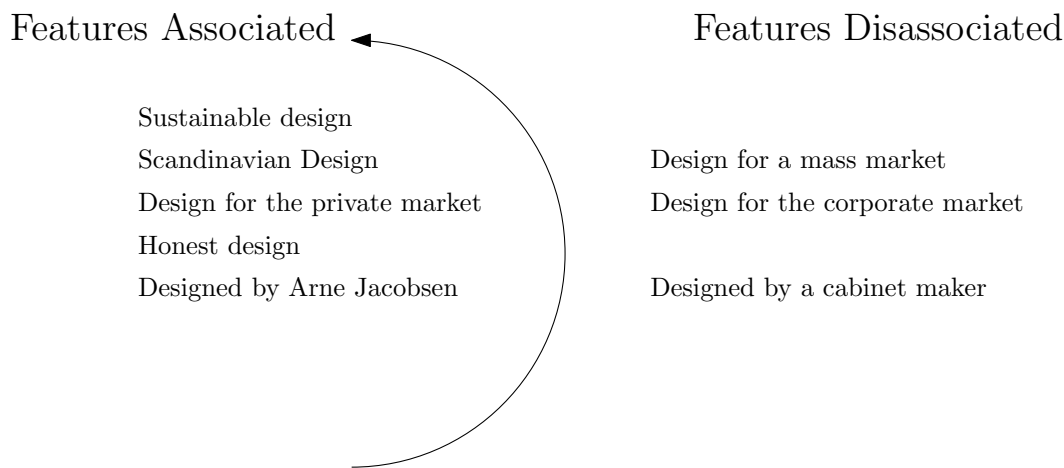 Features Associated
Features Disassociated
Sustainable design
Scandinavian Design
Design for a mass market
Design for the private market
Design for the corporate market
Honest design
Designed by Arne Jacobsen
Designed by a cabinet maker